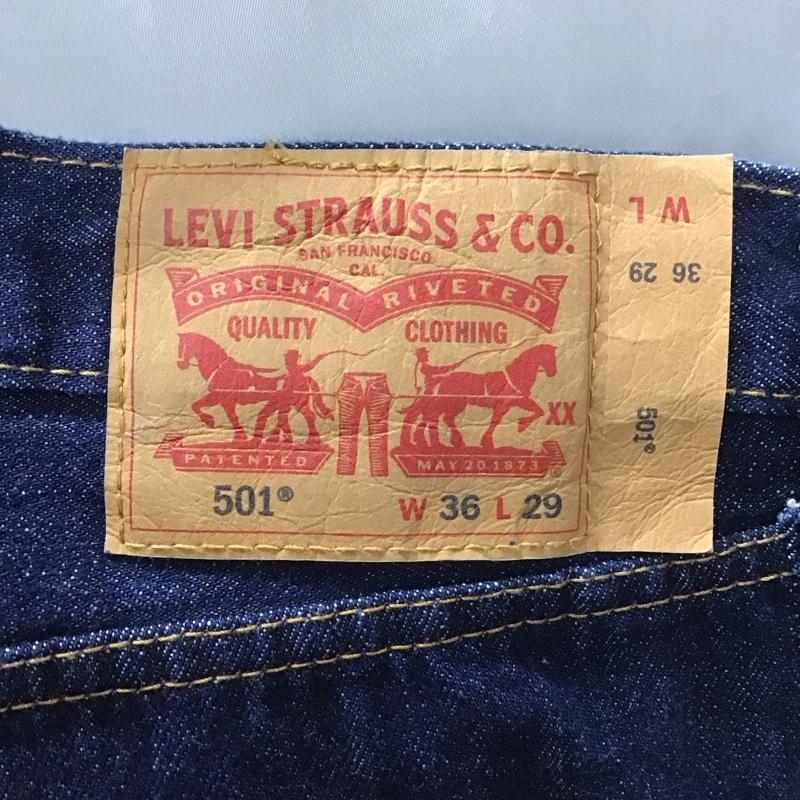 LEVI STRAUSS & CO.
SAN FRANCISCO
CAL.
ORIGINAL RIVETED
QUALITY CLOTHING
XX
PATENTED MAY 20 1873
501® W 36 L 29
W L
36 29
501®